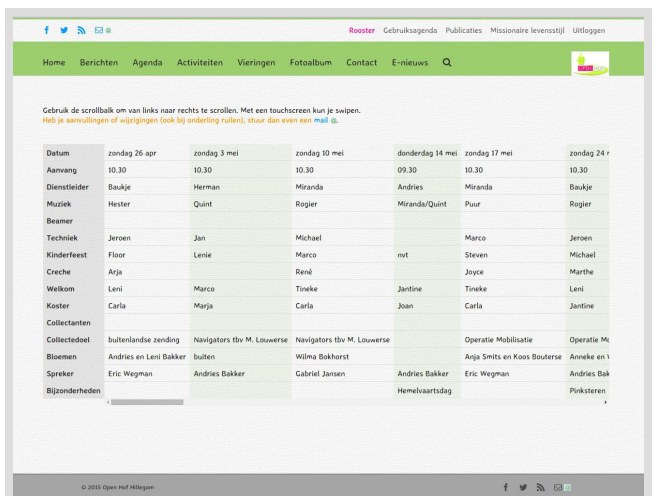 Rooster Gebruiksagenda Publicaties Missionaire levensstijl Uitloggen
Home Berichten Agenda Activiteiten Vieringen Fotoalbum Contact E-nieuws
OPEN HOF
Gebruik de scrollbalk om van links naar rechts te scrollen. Met een touchscreen kun je swipen.
Heb je aanvullingen of wijzigingen (ook bij onderling ruilen), stuur dan even een mail @.
Datum zondag 26 apr zondag 3 mei zondag 10 mei donderdag 14 mei zondag 17 mei zondag 24
Aanvang 10.30 10.30 10.30 09.30 10.30 10.30
Dienstleider Baukje Herman Miranda Andries Miranda Baukje
Muziek Hester Quint Rogier Miranda/Quint Puur Rogier
Beamer
Techniek Jeroen Jan Michael Marco Jeroen
Kinderfeest Floor Lenie Marco nvt Steven Michael
Creche Arja René Joyce Marthe
Welkom Leni Marco Tineke Jantine Tineke Leni
Koster Carla Marja Carla Joan Carla Jantine
Collectanten
Collectedoel buitenlandse zending Navigators tbv M. Louwerse Navigators tbv M. Louwerse Operatie Mobilisatie Operatie Mo
Bloemen Andries en Leni Bakker buiten Wilma Bokhorst Anja Smits en Koos Bouterse Anneke en
Spreker Eric Wegman Andries Bakker Gabriel Jansen Andries Bakker Eric Wegman Andries Bak
Bijzonderheden Hemelvaartsdag Pinksteren
© 2015 Open Hof Hillegom